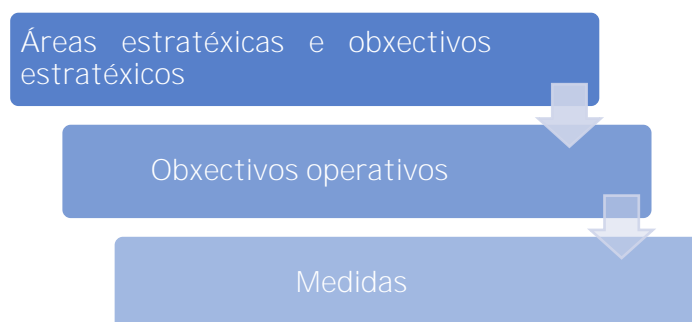 Áreas estratéxicas e obxectivos
estratéxicos
Obxectivos operativos
Medidas